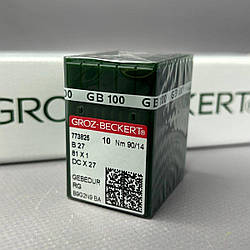 GROZ-BECKERT
GB 100
GROZ-BECKERT®
773825 10 Nm 90/14
B 27
81 X 1
DC X 27
GEBEDUR
RG